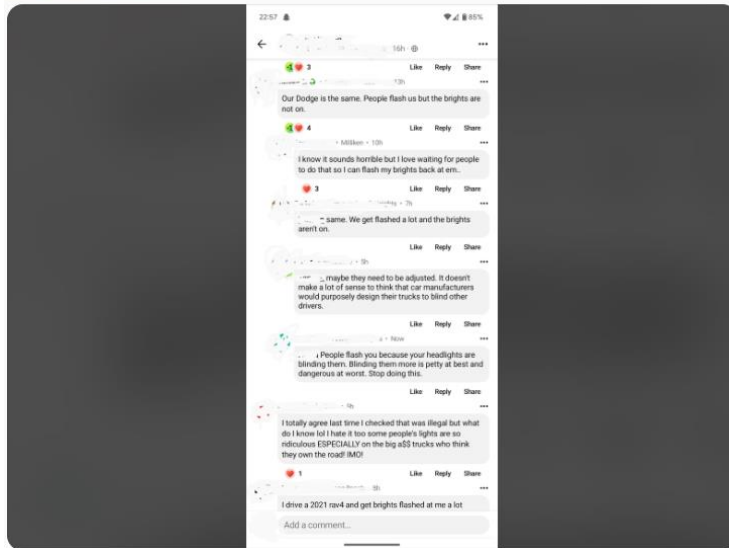 22:57 85%
16h
3 Like Reply Share
13h
Our Dodge is the same. People flash us but the brights are
not on.
4 Like Reply Share
• Milliken • 10h
I know it sounds horrible but I love waiting for people
to do that so I can flash my brights back at em..
3 Like Reply Share
• 7h
same. We get flashed a lot and the brights
aren't on.
Like Reply Share
• 9h
, maybe they need to be adjusted. It doesn't
make a lot of sense to think that car manufacturers
would purposely design their trucks to blind other
drivers.
Like Reply Share
• Now
People flash you because your headlights are
blinding them. Blinding them more is petty at best and
dangerous at worst. Stop doing this.
Like Reply Share
9h
I totally agree last time I checked that was illegal but what
do I know lol I hate it too some people's lights are so
ridiculous ESPECIALLY on the big a$$ trucks who think
they own the road! IMO!
1 Like Reply Share
I drive a 2021 rav4 and get brights flashed at me a lot
Add a comment...